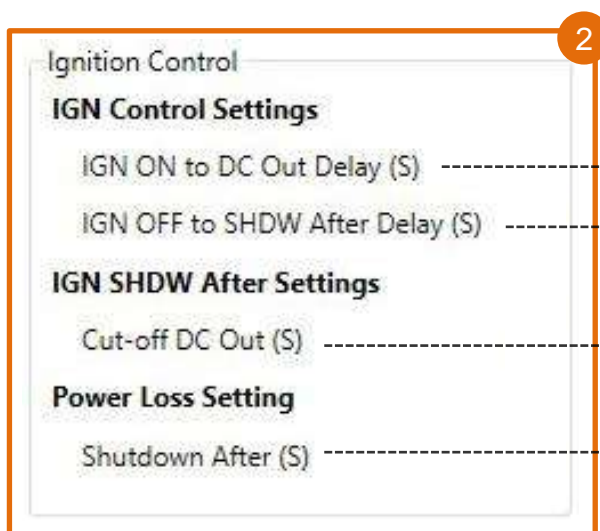 2
Ignition Control
IGN Control Settings
IGN ON to DC Out Delay (S)
IGN OFF to SHDW After Delay (S)
IGN SHDW After Settings
Cut-off DC Out (S)
Power Loss Setting
Shutdown After (S)